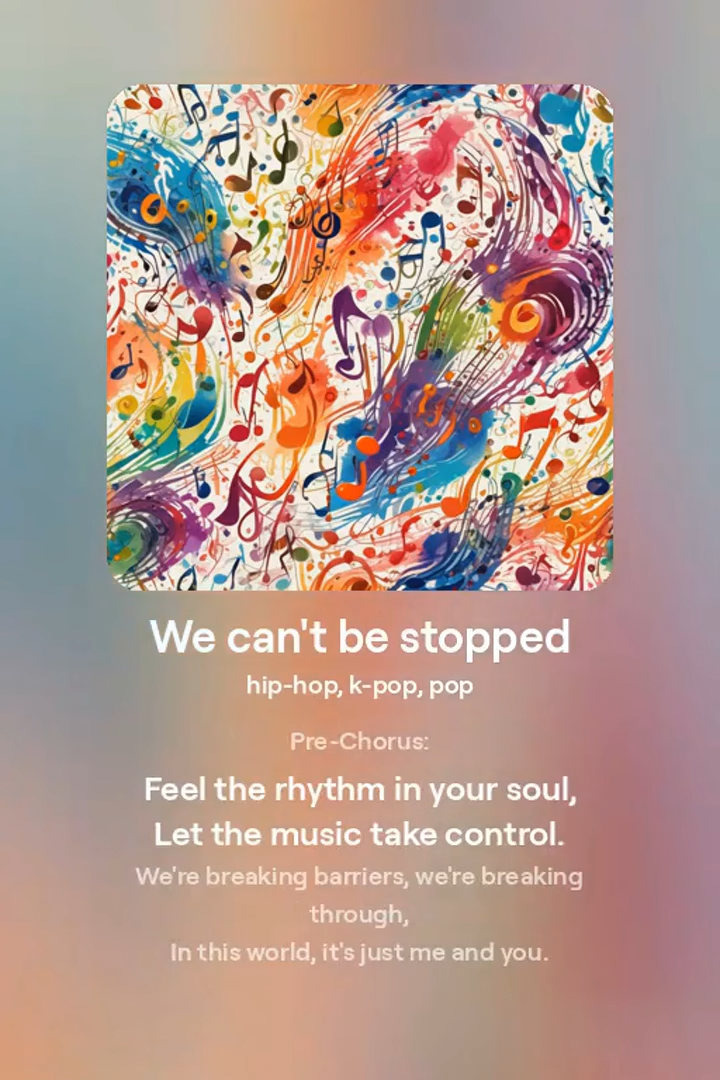 We can't be stopped
hip-hop, k-pop, pop
Pre-Chorus:
Feel the rhythm in your soul,
Let the music take control.
We're breaking barriers, we're breaking
through,
In this world, it's just me and you.